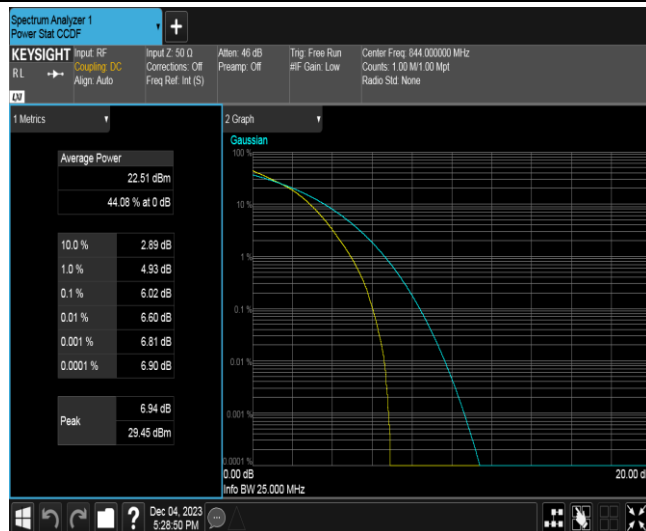 Spectrum Analyzer 1
Power Stat CCDF
+
KEYSIGHT
RL
Input: RF
Coupling: DC
Align: Auto
Input Z: 50 Ω
Corrections: Off
Freq Ref: Int (S)
Atten: 46 dB
Preamp: Off
Trig: Free Run
#IF Gain: Low
Center Freq: 844.000000 MHz
Counts: 1.00 M/1.00 Mpt
Radio Std: None
1 Metrics
Average Power
22.51 dBm
44.08 % at 0 dB
10.0 % 2.89 dB
1.0 % 4.93 dB
0.1 % 6.02 dB
0.01 % 6.60 dB
0.001 % 6.81 dB
0.0001 % 6.90 dB
Peak
6.94 dB
29.45 dBm
2 Graph
Gaussian
100 %
10 %
1 %
0.1 %
0.01 %
0.001 %
0.0001 %
0.00 dB
20.00 d
Info BW 25.000 MHz
?
Dec 04, 2023
5:28:50 PM